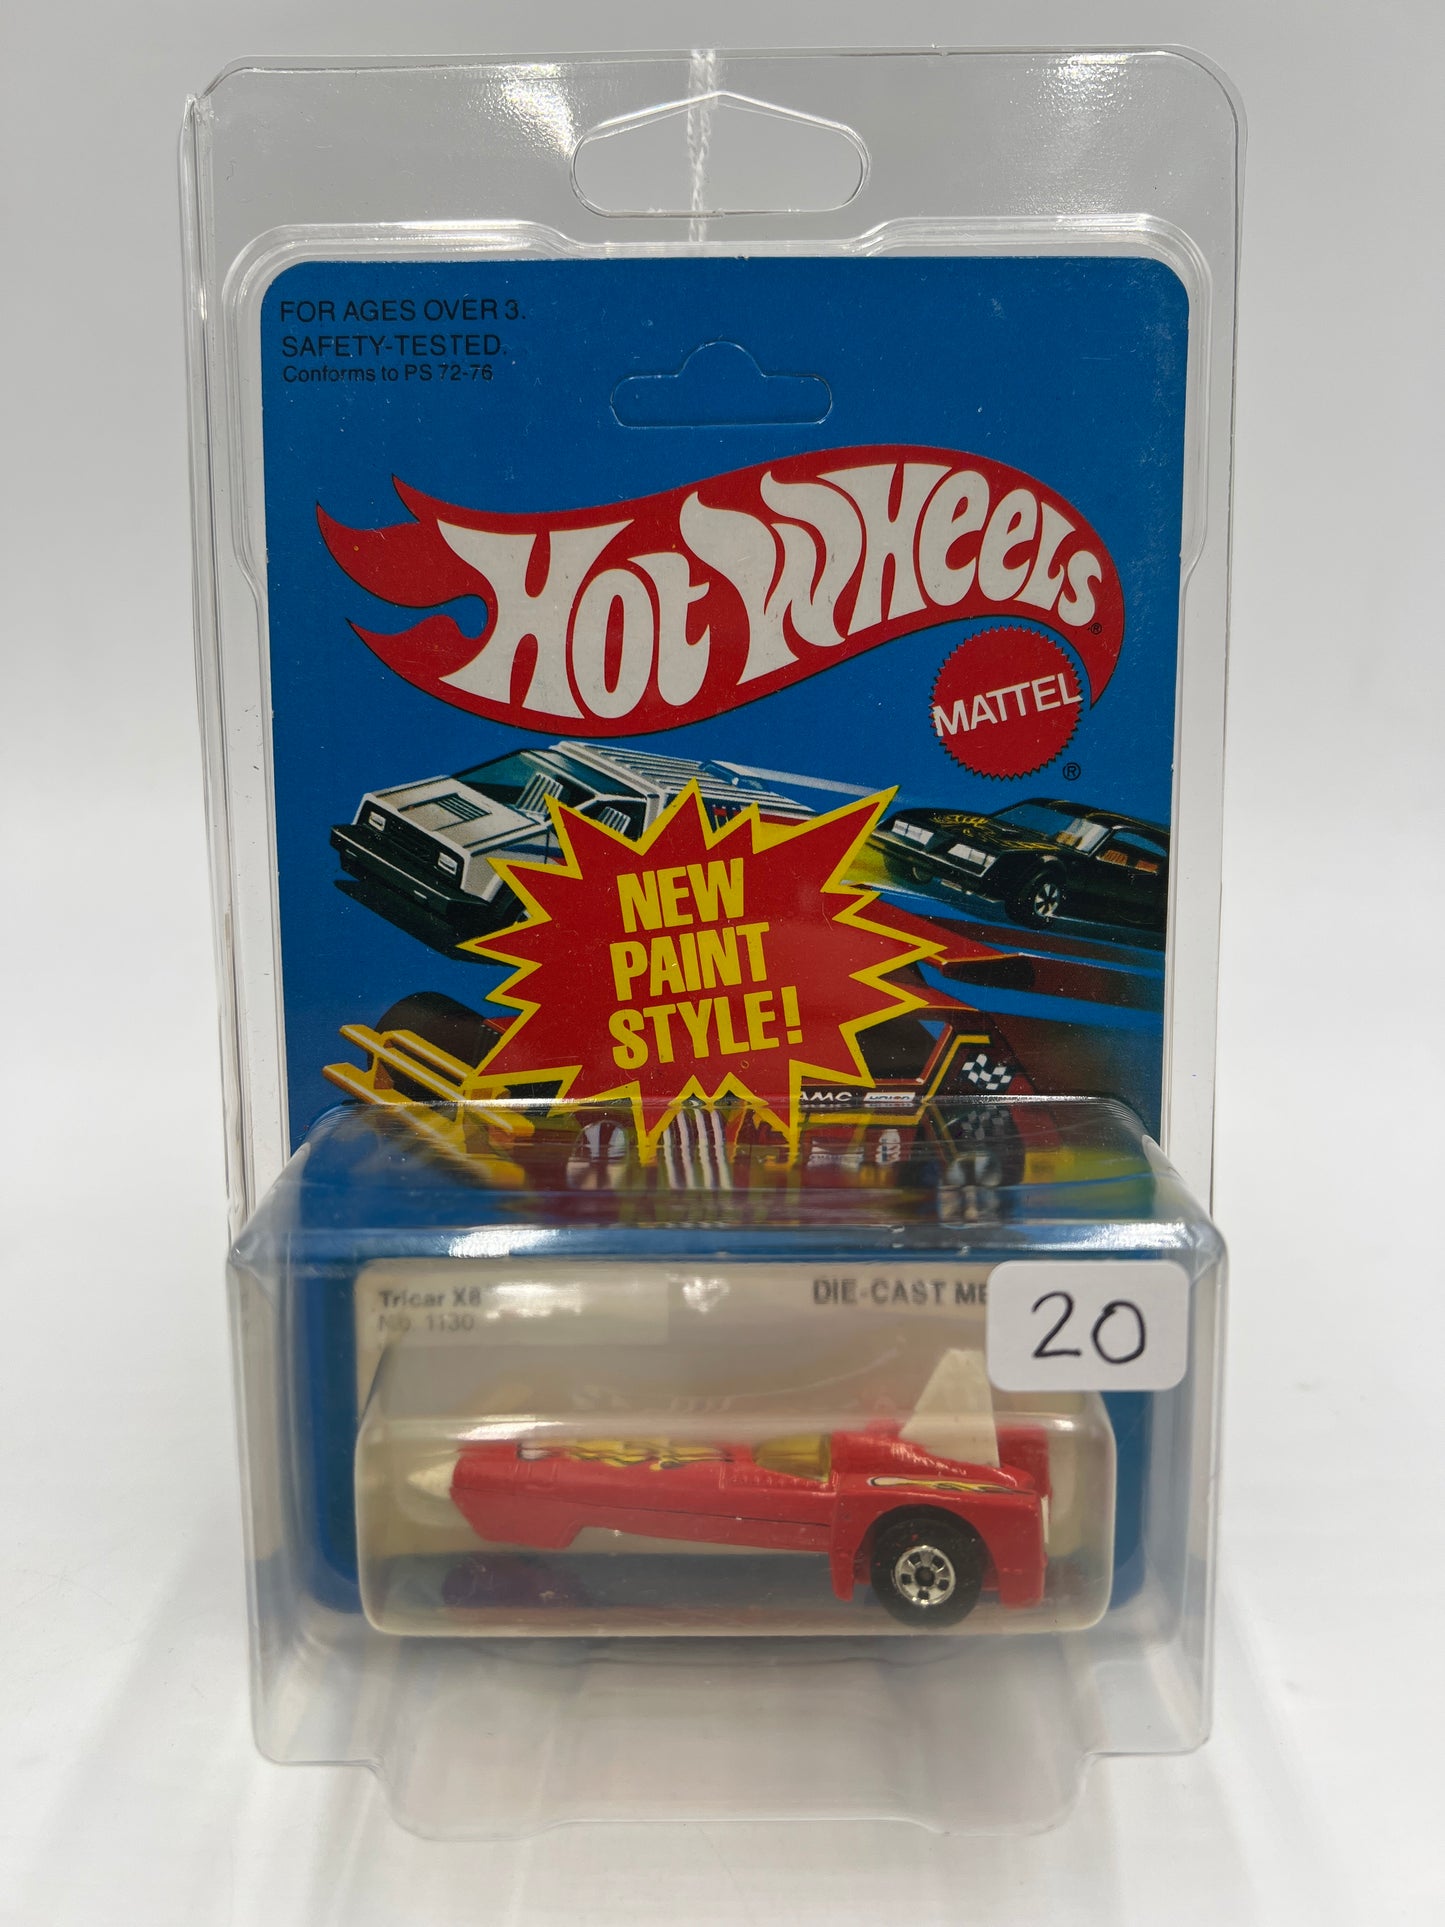 FOR AGES OVER 3.
SAFETY-TESTED.
Conforms to PS 72-76
HOT WHEELS®
MATTEL
®
NEW
PAINT
STYLE!
AMC
Tricar X8
No. 1130
DIE-CAST ME
20